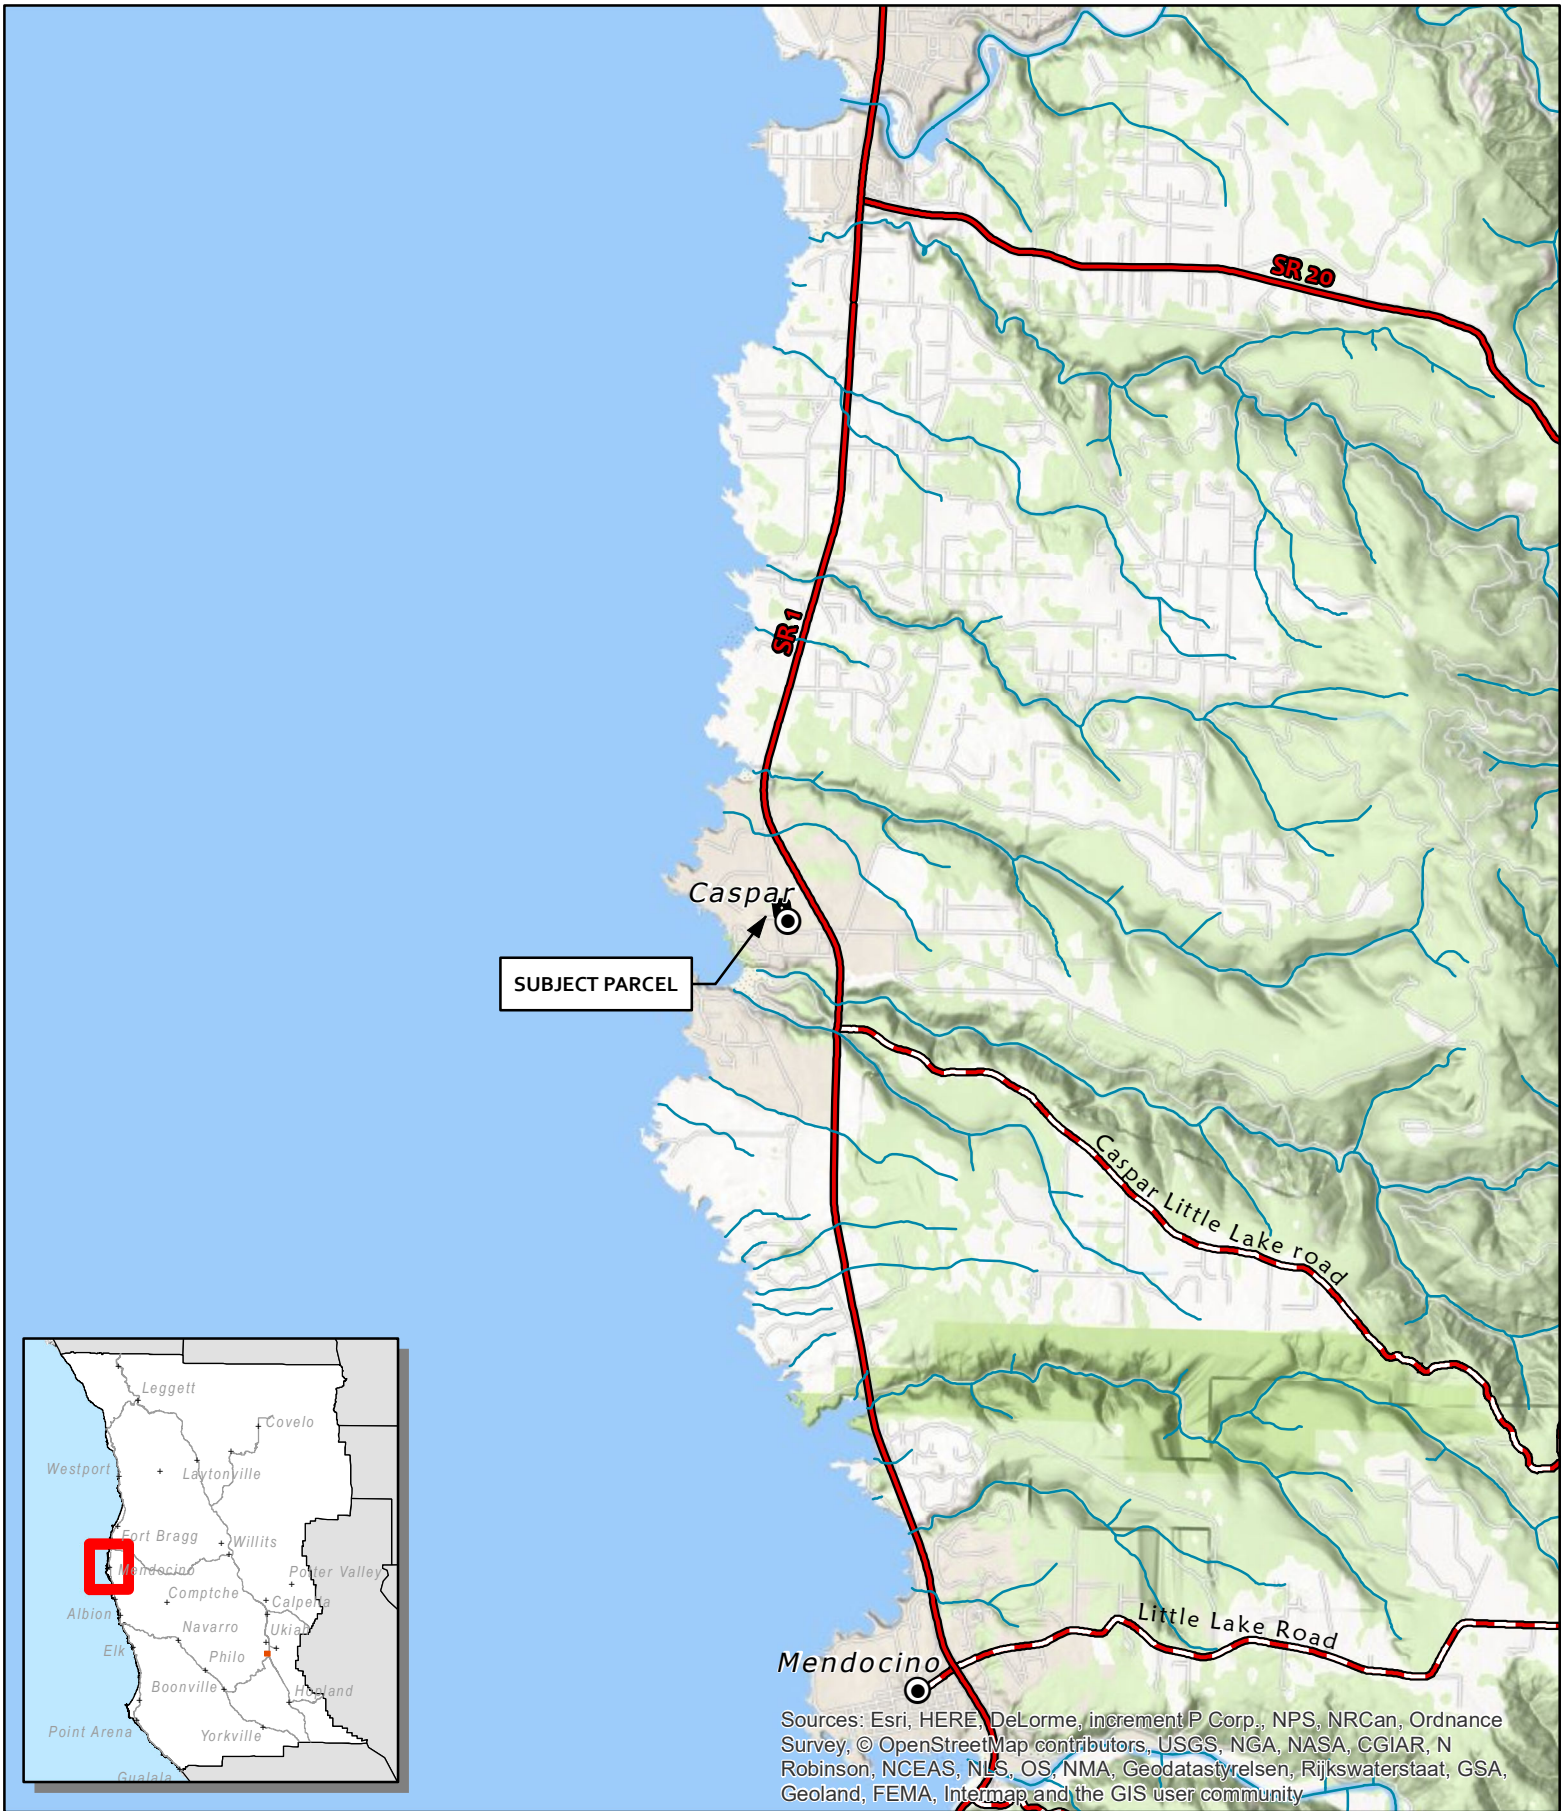 SR 20
SR 1
Caspar
SUBJECT PARCEL
Caspar Little Lake road
Leggett
Covelo
Westport
Laytonville
Fort Bragg
Willits
Mendocino
Potter Valley
Comptche
Calpella
Albion
Navarro
Ukiah
Elk
Philo
Boonville
Hopland
Point Arena
Yorkville
Gualala
Little Lake Road
Mendocino
Sources: Esri, HERE, DeLorme, increment P Corp., NPS, NRCan, Ordnance
Survey, © OpenStreetMap contributors, USGS, NGA, NASA, CGIAR, N
Robinson, NCEAS, NLS, OS, NMA, Geodatastyrelsen, Rijkswaterstaat, GSA,
Geoland, FEMA, Intermap and the GIS user community